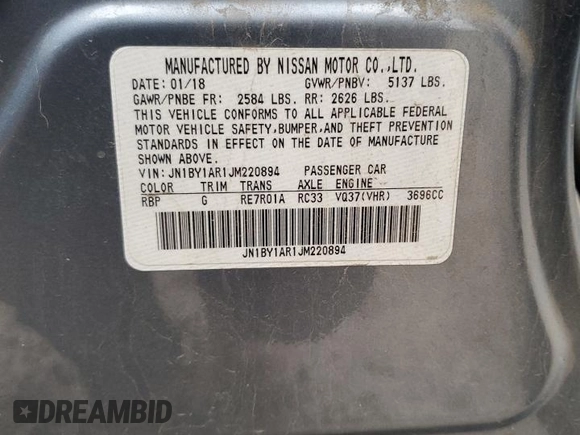 MANUFACTURED BY NISSAN MOTOR CO.,LTD.
DATE: 01/18 GVWR/PNBV: 5137 LBS.
GAWR/PNBE FR: 2584 LBS. RR: 2626 LBS.
THIS VEHICLE CONFORMS TO ALL APPLICABLE FEDERAL
MOTOR VEHICLE SAFETY,BUMPER,AND THEFT PREVENTION
STANDARDS IN EFFECT ON THE DATE OF MANUFACTURE
SHOWN ABOVE.
VIN: JN1BY1AR1JM220894 PASSENGER CAR
COLOR TRIM TRANS AXLE ENGINE
RBP G RE7R01A RC33 VQ37(VHR) 3696CC
JN1BY1AR1JM220894
DREAMBID